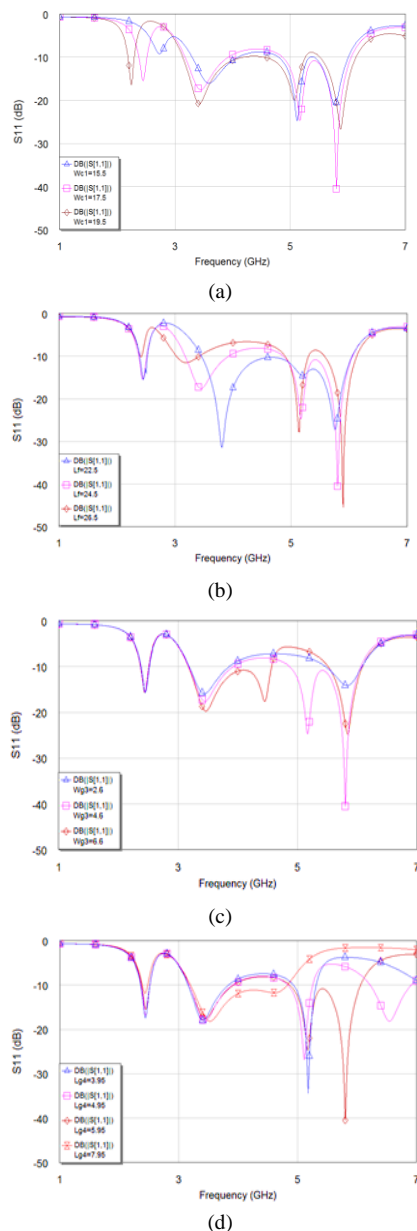 0
-10
-20
-30
-40
-50
S11 (dB)
DB(|S[1,1]|)
Wc1=15.5
DB(|S[1,1]|)
Wc1=17.5
DB(|S[1,1]|)
Wc1=19.5
1 3 5 7
Frequency (GHz)
(a)
0
-10
-20
-30
-40
-50
S11 (dB)
DB(|S[1,1]|)
Lf=22.5
DB(|S[1,1]|)
Lf=24.5
DB(|S[1,1]|)
Lf=26.5
1 3 5 7
Frequency (GHz)
(b)
0
-10
-20
-30
-40
-50
S11 (dB)
DB(|S[1,1]|)
Wg3=2.6
DB(|S[1,1]|)
Wg3=4.6
DB(|S[1,1]|)
Wg3=6.6
1 3 5 7
Frequency (GHz)
(c)
0
-10
-20
-30
-40
-50
S11 (dB)
DB(|S[1,1]|)
Lg4=3.95
DB(|S[1,1]|)
Lg4=4.95
DB(|S[1,1]|)
Lg4=5.95
DB(|S[1,1]|)
Lg4=7.95
1 3 5 7
Frequency (GHz)
(d)